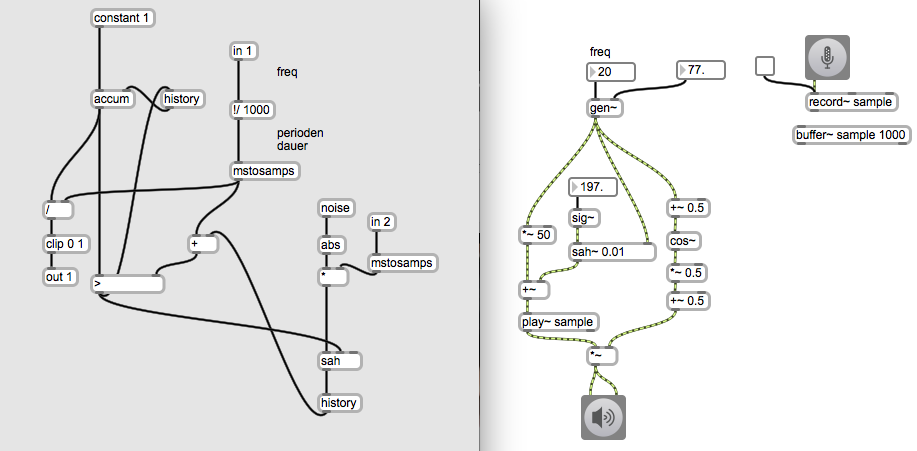 constant 1
in 1
freq
accum
history
!/ 1000
perioden
dauer
mstosamps
/
noise
in 2
clip 0 1
+
abs
mstosamps
out 1
>
*
sah
history
freq
20
77.
gen~
record~ sample
buffer~ sample 1000
197.
+~ 0.5
sig~
*~ 50
cos~
sah~ 0.01
*~ 0.5
+~
+~ 0.5
play~ sample
*~